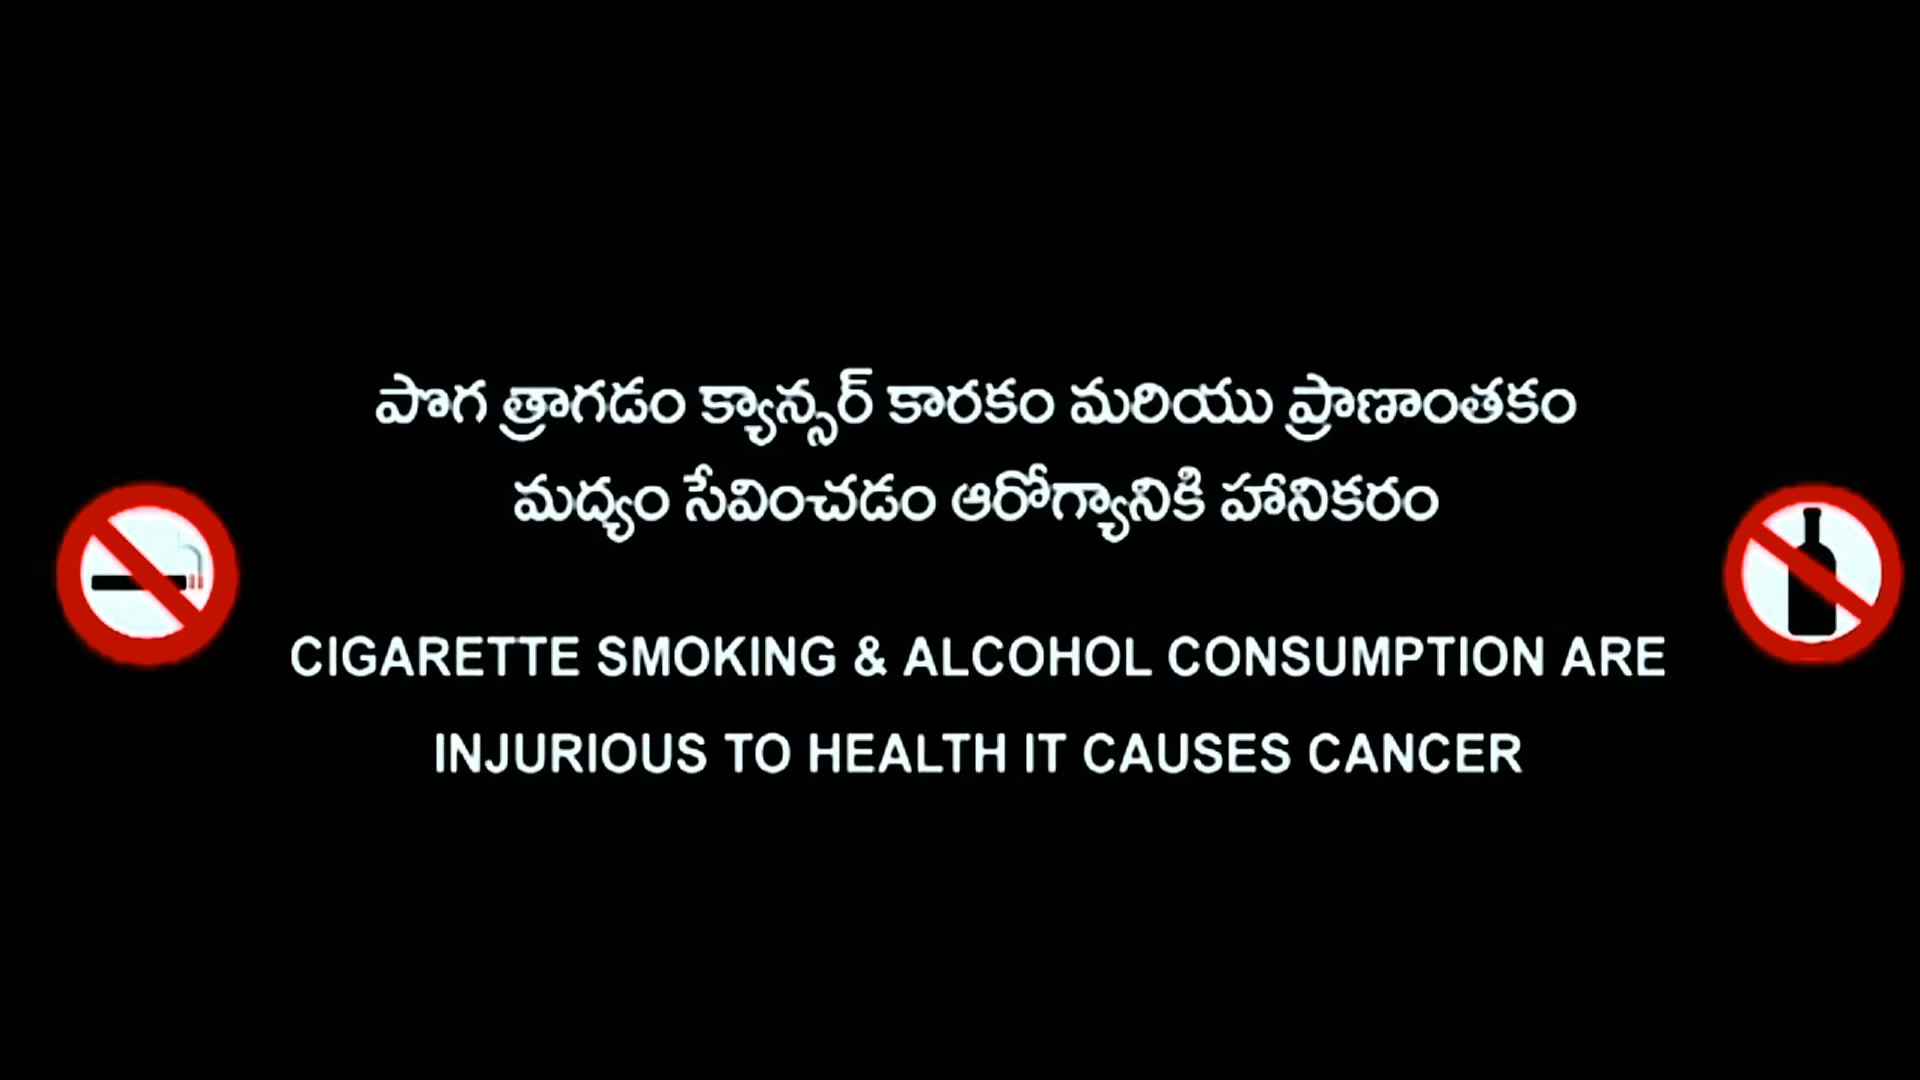 పొగ త్రాగడం క్యాన్సర్ కారకం మరియు ప్రాణాంతకం
మద్యం సేవించడం ఆరోగ్యానికి హానికరం
CIGARETTE SMOKING & ALCOHOL CONSUMPTION ARE
INJURIOUS TO HEALTH IT CAUSES CANCER